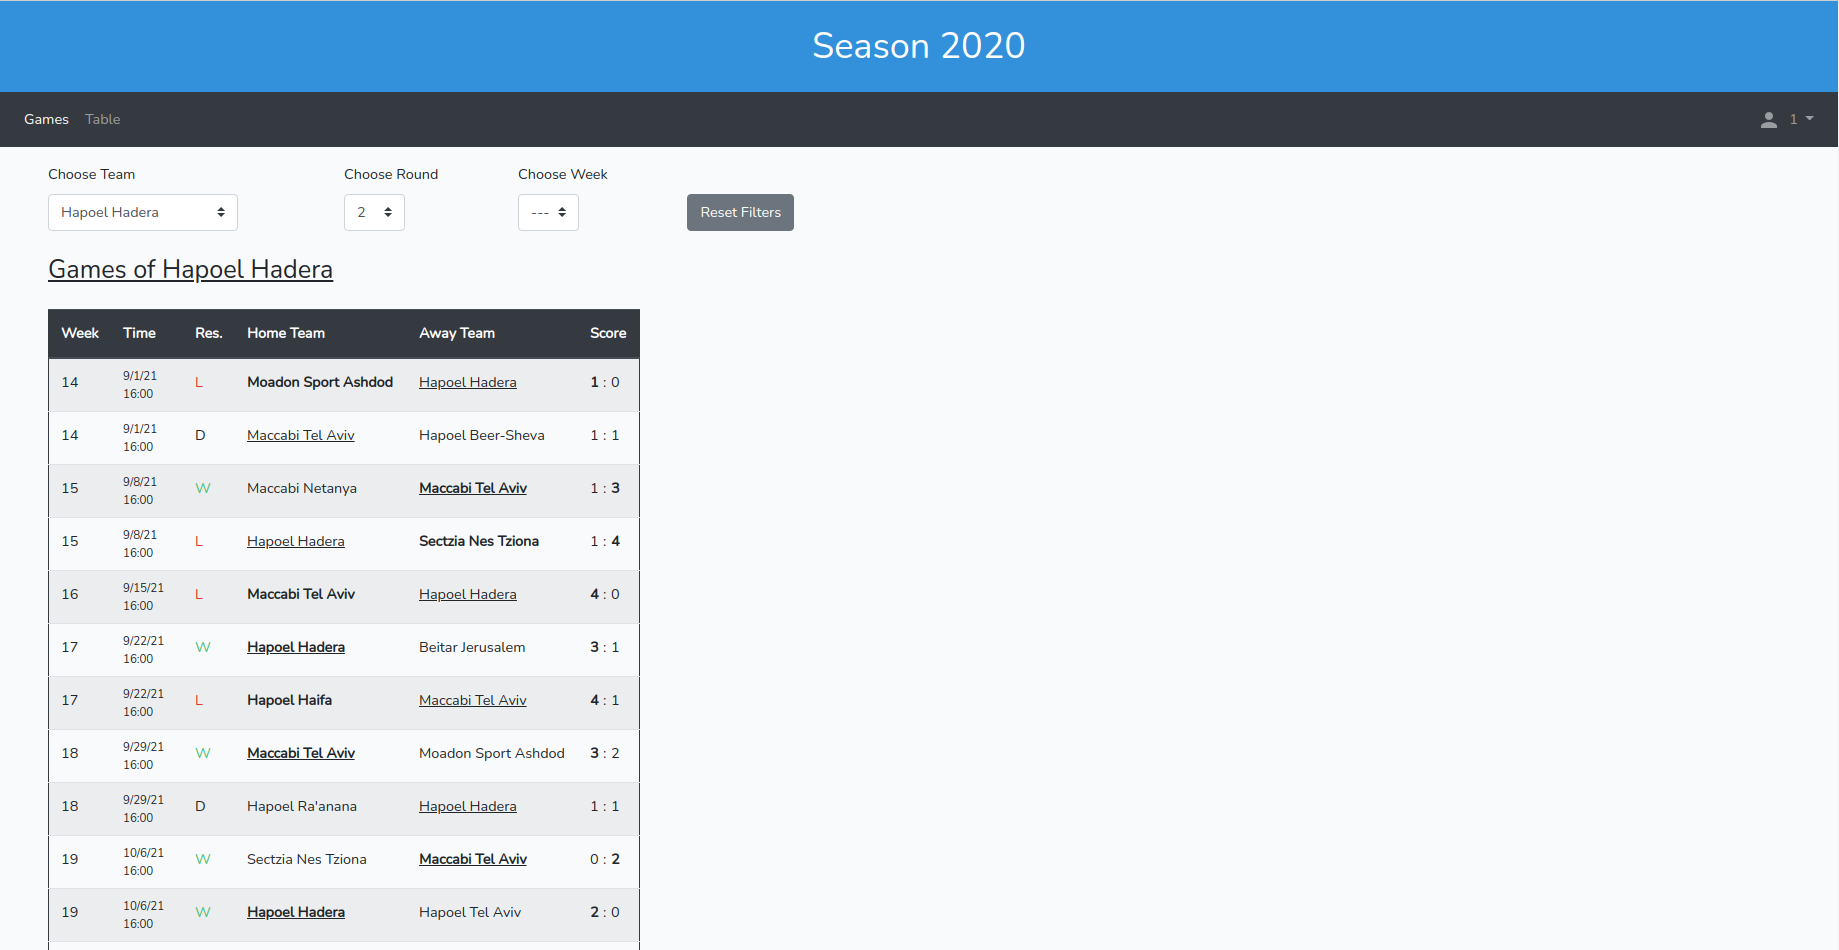 Season 2020
Games Table 1
Choose Team Choose Round Choose Week
Hapoel Hadera 2 --- Reset Filters
Games of Hapoel Hadera
Week Time Res. Home Team Away Team Score
14 9/1/21 16:00 L Moadon Sport Ashdod Hapoel Hadera 1 : 0
14 9/1/21 16:00 D Maccabi Tel Aviv Hapoel Beer-Sheva 1 : 1
15 9/8/21 16:00 W Maccabi Netanya Maccabi Tel Aviv 1 : 3
15 9/8/21 16:00 L Hapoel Hadera Sectzia Nes Tziona 1 : 4
16 9/15/21 16:00 L Maccabi Tel Aviv Hapoel Hadera 4 : 0
17 9/22/21 16:00 W Hapoel Hadera Beitar Jerusalem 3 : 1
17 9/22/21 16:00 L Hapoel Haifa Maccabi Tel Aviv 4 : 1
18 9/29/21 16:00 W Maccabi Tel Aviv Moadon Sport Ashdod 3 : 2
18 9/29/21 16:00 D Hapoel Ra'anana Hapoel Hadera 1 : 1
19 10/6/21 16:00 W Sectzia Nes Tziona Maccabi Tel Aviv 0 : 2
19 10/6/21 16:00 W Hapoel Hadera Hapoel Tel Aviv 2 : 0